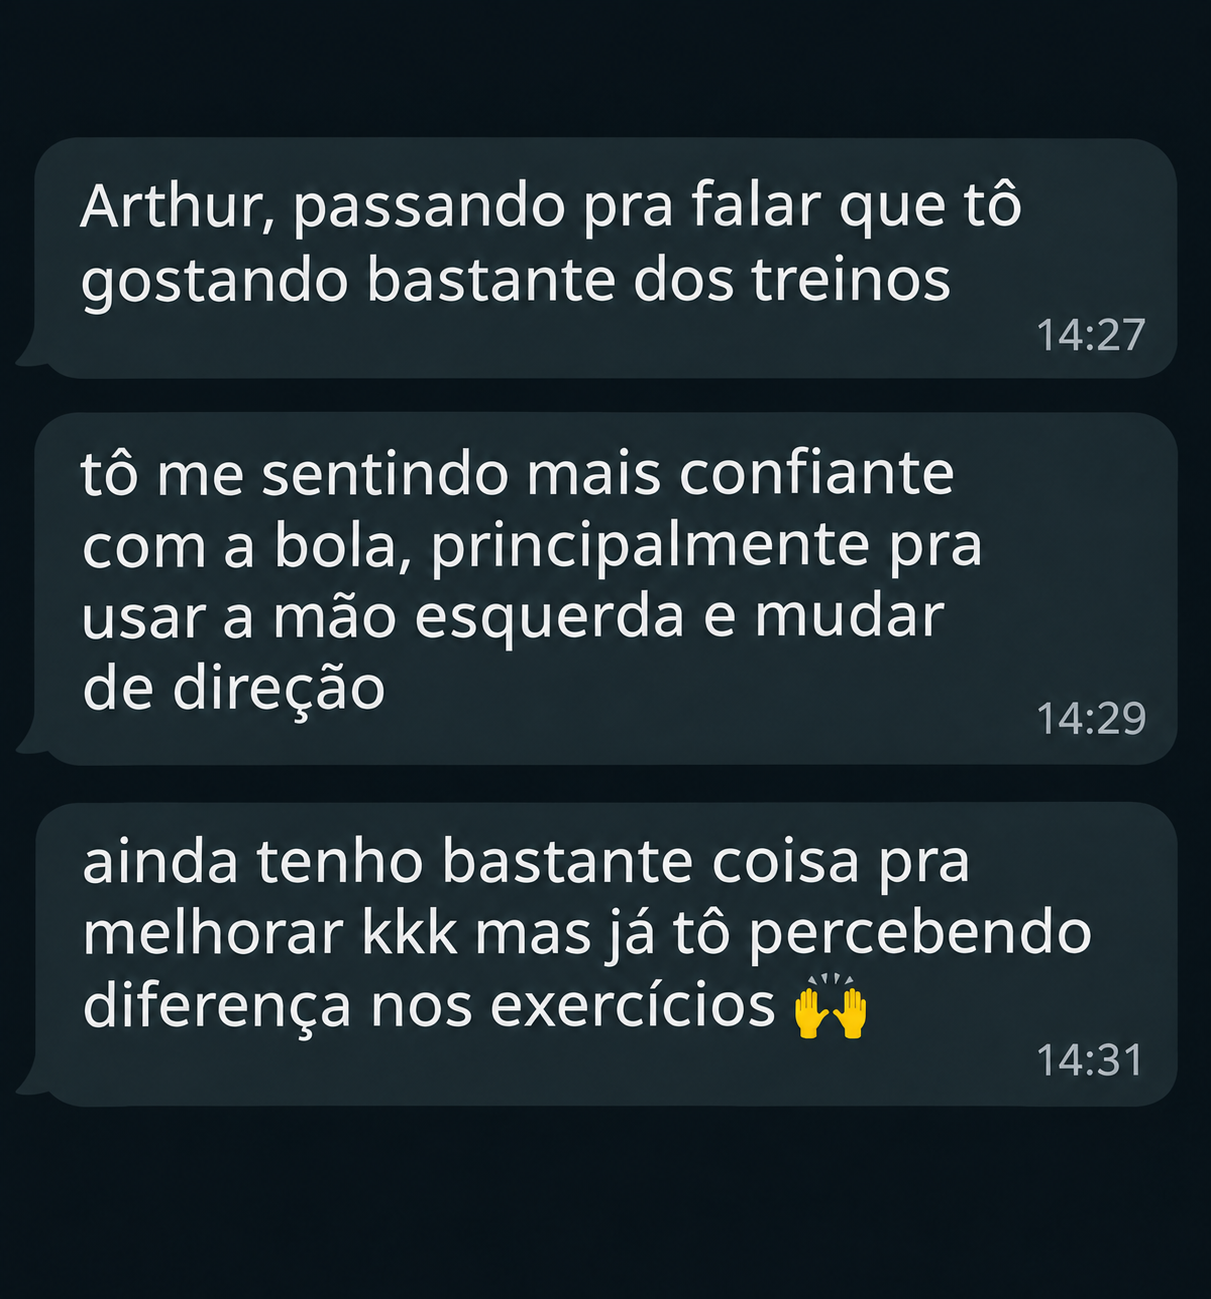 Arthur, passando pra falar que tô
gostando bastante dos treinos
14:27
tô me sentindo mais confiante
com a bola, principalmente pra
usar a mão esquerda e mudar
de direção
14:29
ainda tenho bastante coisa pra
melhorar kkk mas já tô percebendo
diferença nos exercícios 🙌
14:31